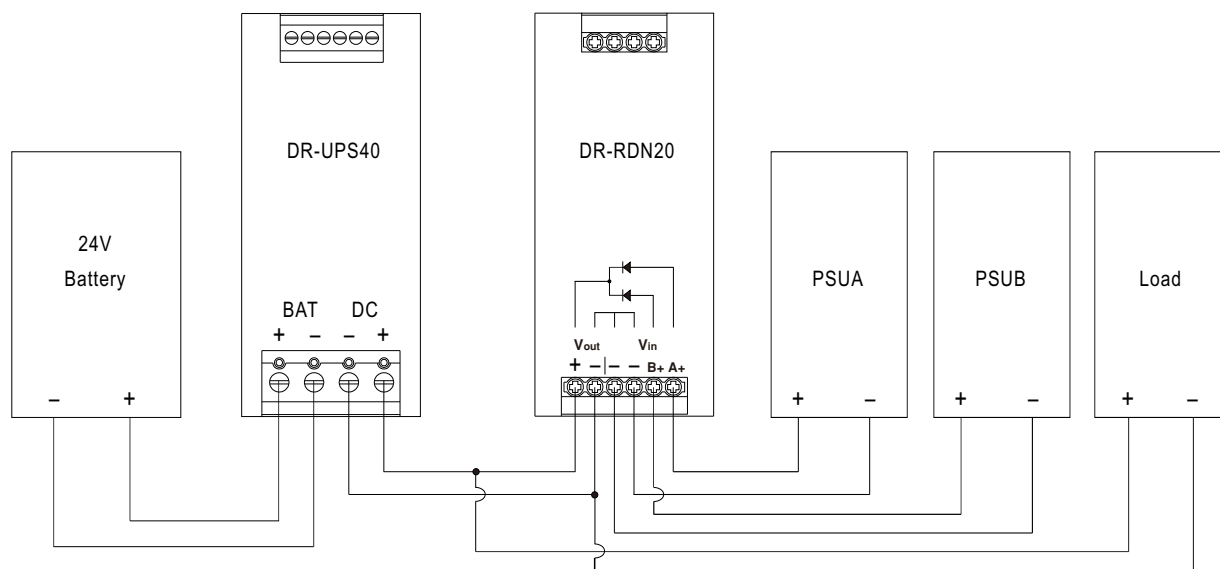 DR-UPS40
DR-RDN20
24V
Battery
PSUA
PSUB
Load
BAT DC
+ − − +
Vout Vin
+ − − − B+ A+
− +
+ −
+ −
+ −